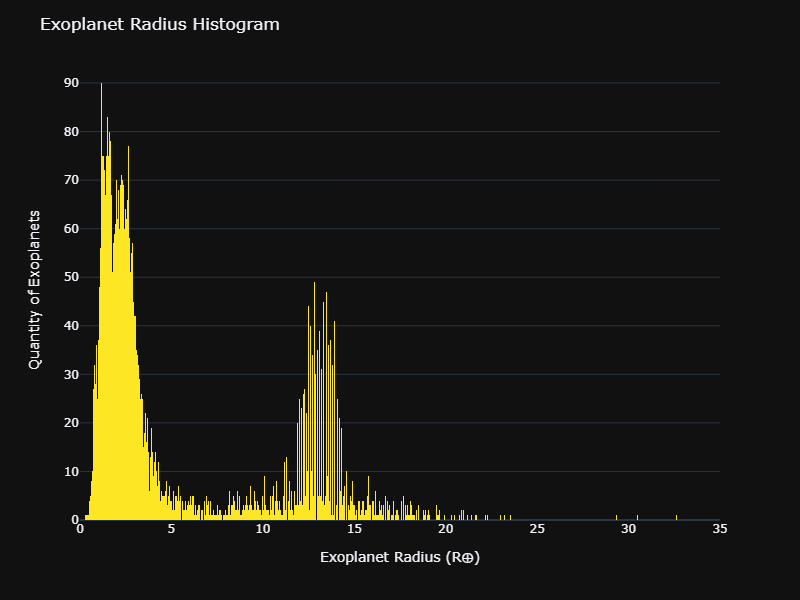 Exoplanet Radius Histogram
90
80
70
60
50
40
30
20
10
0
Quantity of Exoplanets
0 5 10 15 20 25 30 35
Exoplanet Radius (R⊕)